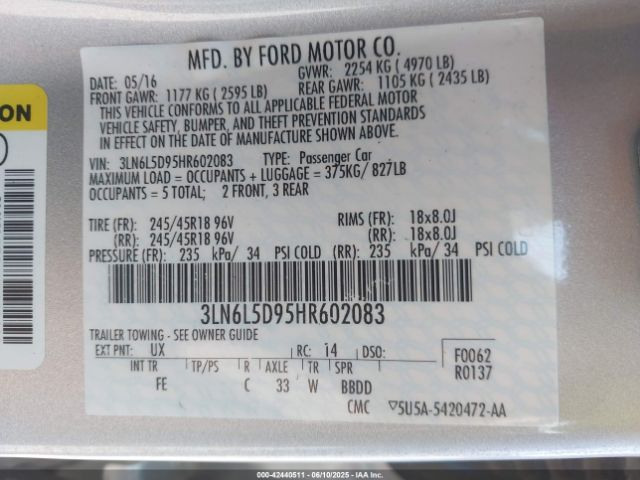 MFD. BY FORD MOTOR CO.
DATE: 05/16 GVWR: 2254 KG ( 4970 LB)
FRONT GAWR: 1177 KG ( 2595 LB) REAR GAWR: 1105 KG ( 2435 LB)
THIS VEHICLE CONFORMS TO ALL APPLICABLE FEDERAL MOTOR
VEHICLE SAFETY, BUMPER, AND THEFT PREVENTION STANDARDS
IN EFFECT ON THE DATE OF MANUFACTURE SHOWN ABOVE.
VIN: 3LN6L5D95HR602083 TYPE: Passenger Car
MAXIMUM LOAD = OCCUPANTS + LUGGAGE = 375KG/ 827LB
OCCUPANTS = 5 TOTAL; 2 FRONT, 3 REAR
TIRE (FR): 245/45R18 96V RIMS (FR): 18x8.0J
(RR): 245/45R18 96V (RR): 18x8.0J
PRESSURE (FR): 235 kPa/ 34 PSI COLD (RR): 235 kPa/ 34 PSI COLD
3LN6L5D95HR602083
TRAILER TOWING - SEE OWNER GUIDE
EXT PNT: UX RC: 14 DSO:
INT TR TP/PS R AXLE TR SPR
FE C 33 W BBDD
F0062
R0137
CMC ▽5U5A-5420472-AA
ION
000-42440511 - 06/10/2025 - IAA Inc.